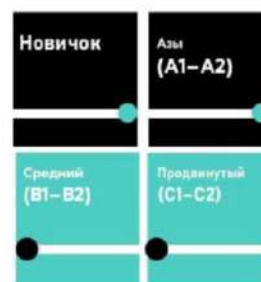 Новичок
Азы
(A1–A2)
Средний
(B1–B2)
Продвинутый
(C1–C2)